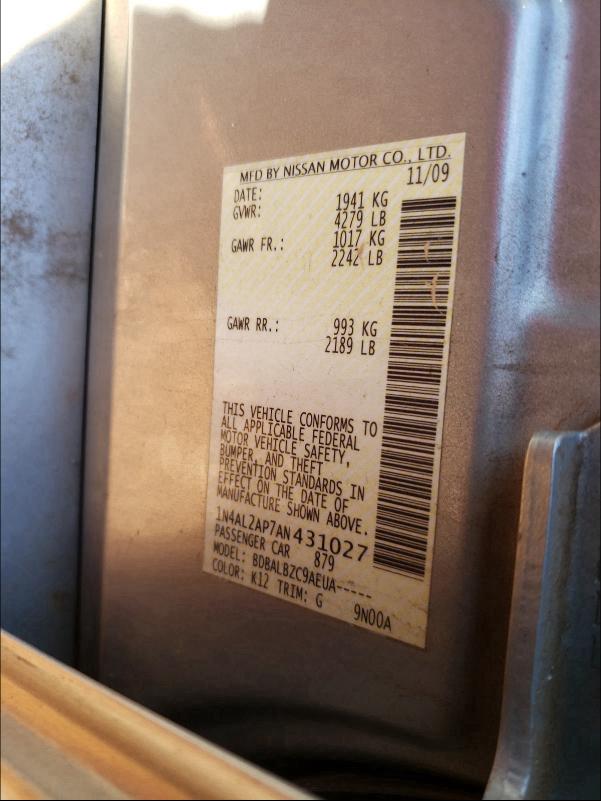 MFD BY NISSAN MOTOR CO., LTD.
DATE: 11/09
GVWR: 1941 KG
4279 LB
GAWR FR.: 1017 KG
2242 LB
GAWR RR.: 993 KG
2189 LB
THIS VEHICLE CONFORMS TO
ALL APPLICABLE FEDERAL
MOTOR VEHICLE SAFETY,
BUMPER, AND THEFT
PREVENTION STANDARDS IN
EFFECT ON THE DATE OF
MANUFACTURE SHOWN ABOVE.
1N4AL2AP7AN431027
PASSENGER CAR 879
MODEL: BDBALBZC9AEUA-----
COLOR: K12 TRIM: G 9N00A